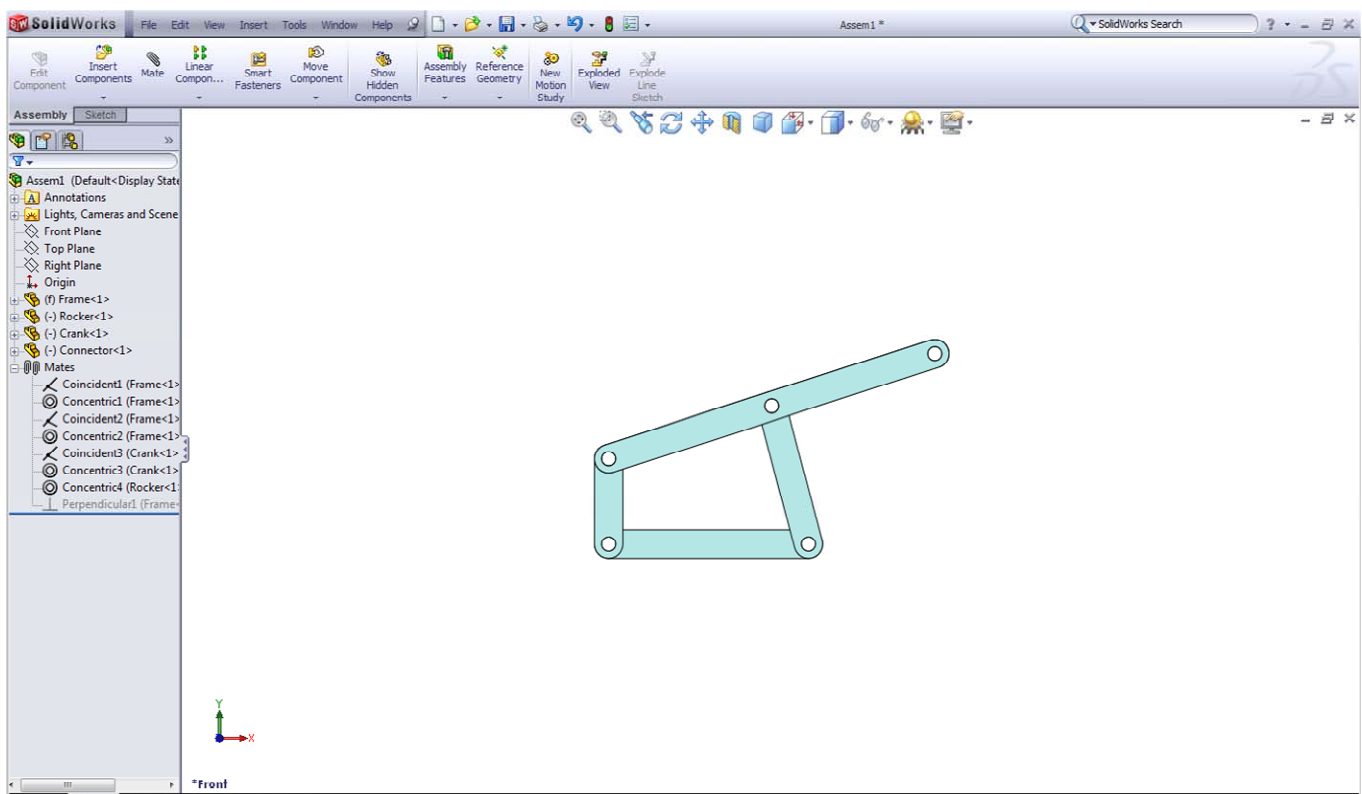 SolidWorks File Edit View Insert Tools Window Help Assem1 * SolidWorks Search ?
Edit Component
Insert Components
Mate
Linear Compon...
Smart Fasteners
Move Component
Show Hidden Components
Assembly Features
Reference Geometry
New Motion Study
Exploded View
Explode Line Sketch
Assembly Sketch
Assem1 (Default<Display State
A Annotations
Lights, Cameras and Scene
Front Plane
Top Plane
Right Plane
Origin
(f) Frame<1>
(-) Rocker<1>
(-) Crank<1>
(-) Connector<1>
Mates
Coincident1 (Frame<1>
Concentric1 (Frame<1>
Coincident2 (Frame<1>
Concentric2 (Frame<1>
Coincident3 (Crank<1>
Concentric3 (Crank<1>
Concentric4 (Rocker<1
Perpendicular1 (Frame<
Y
X
*Front